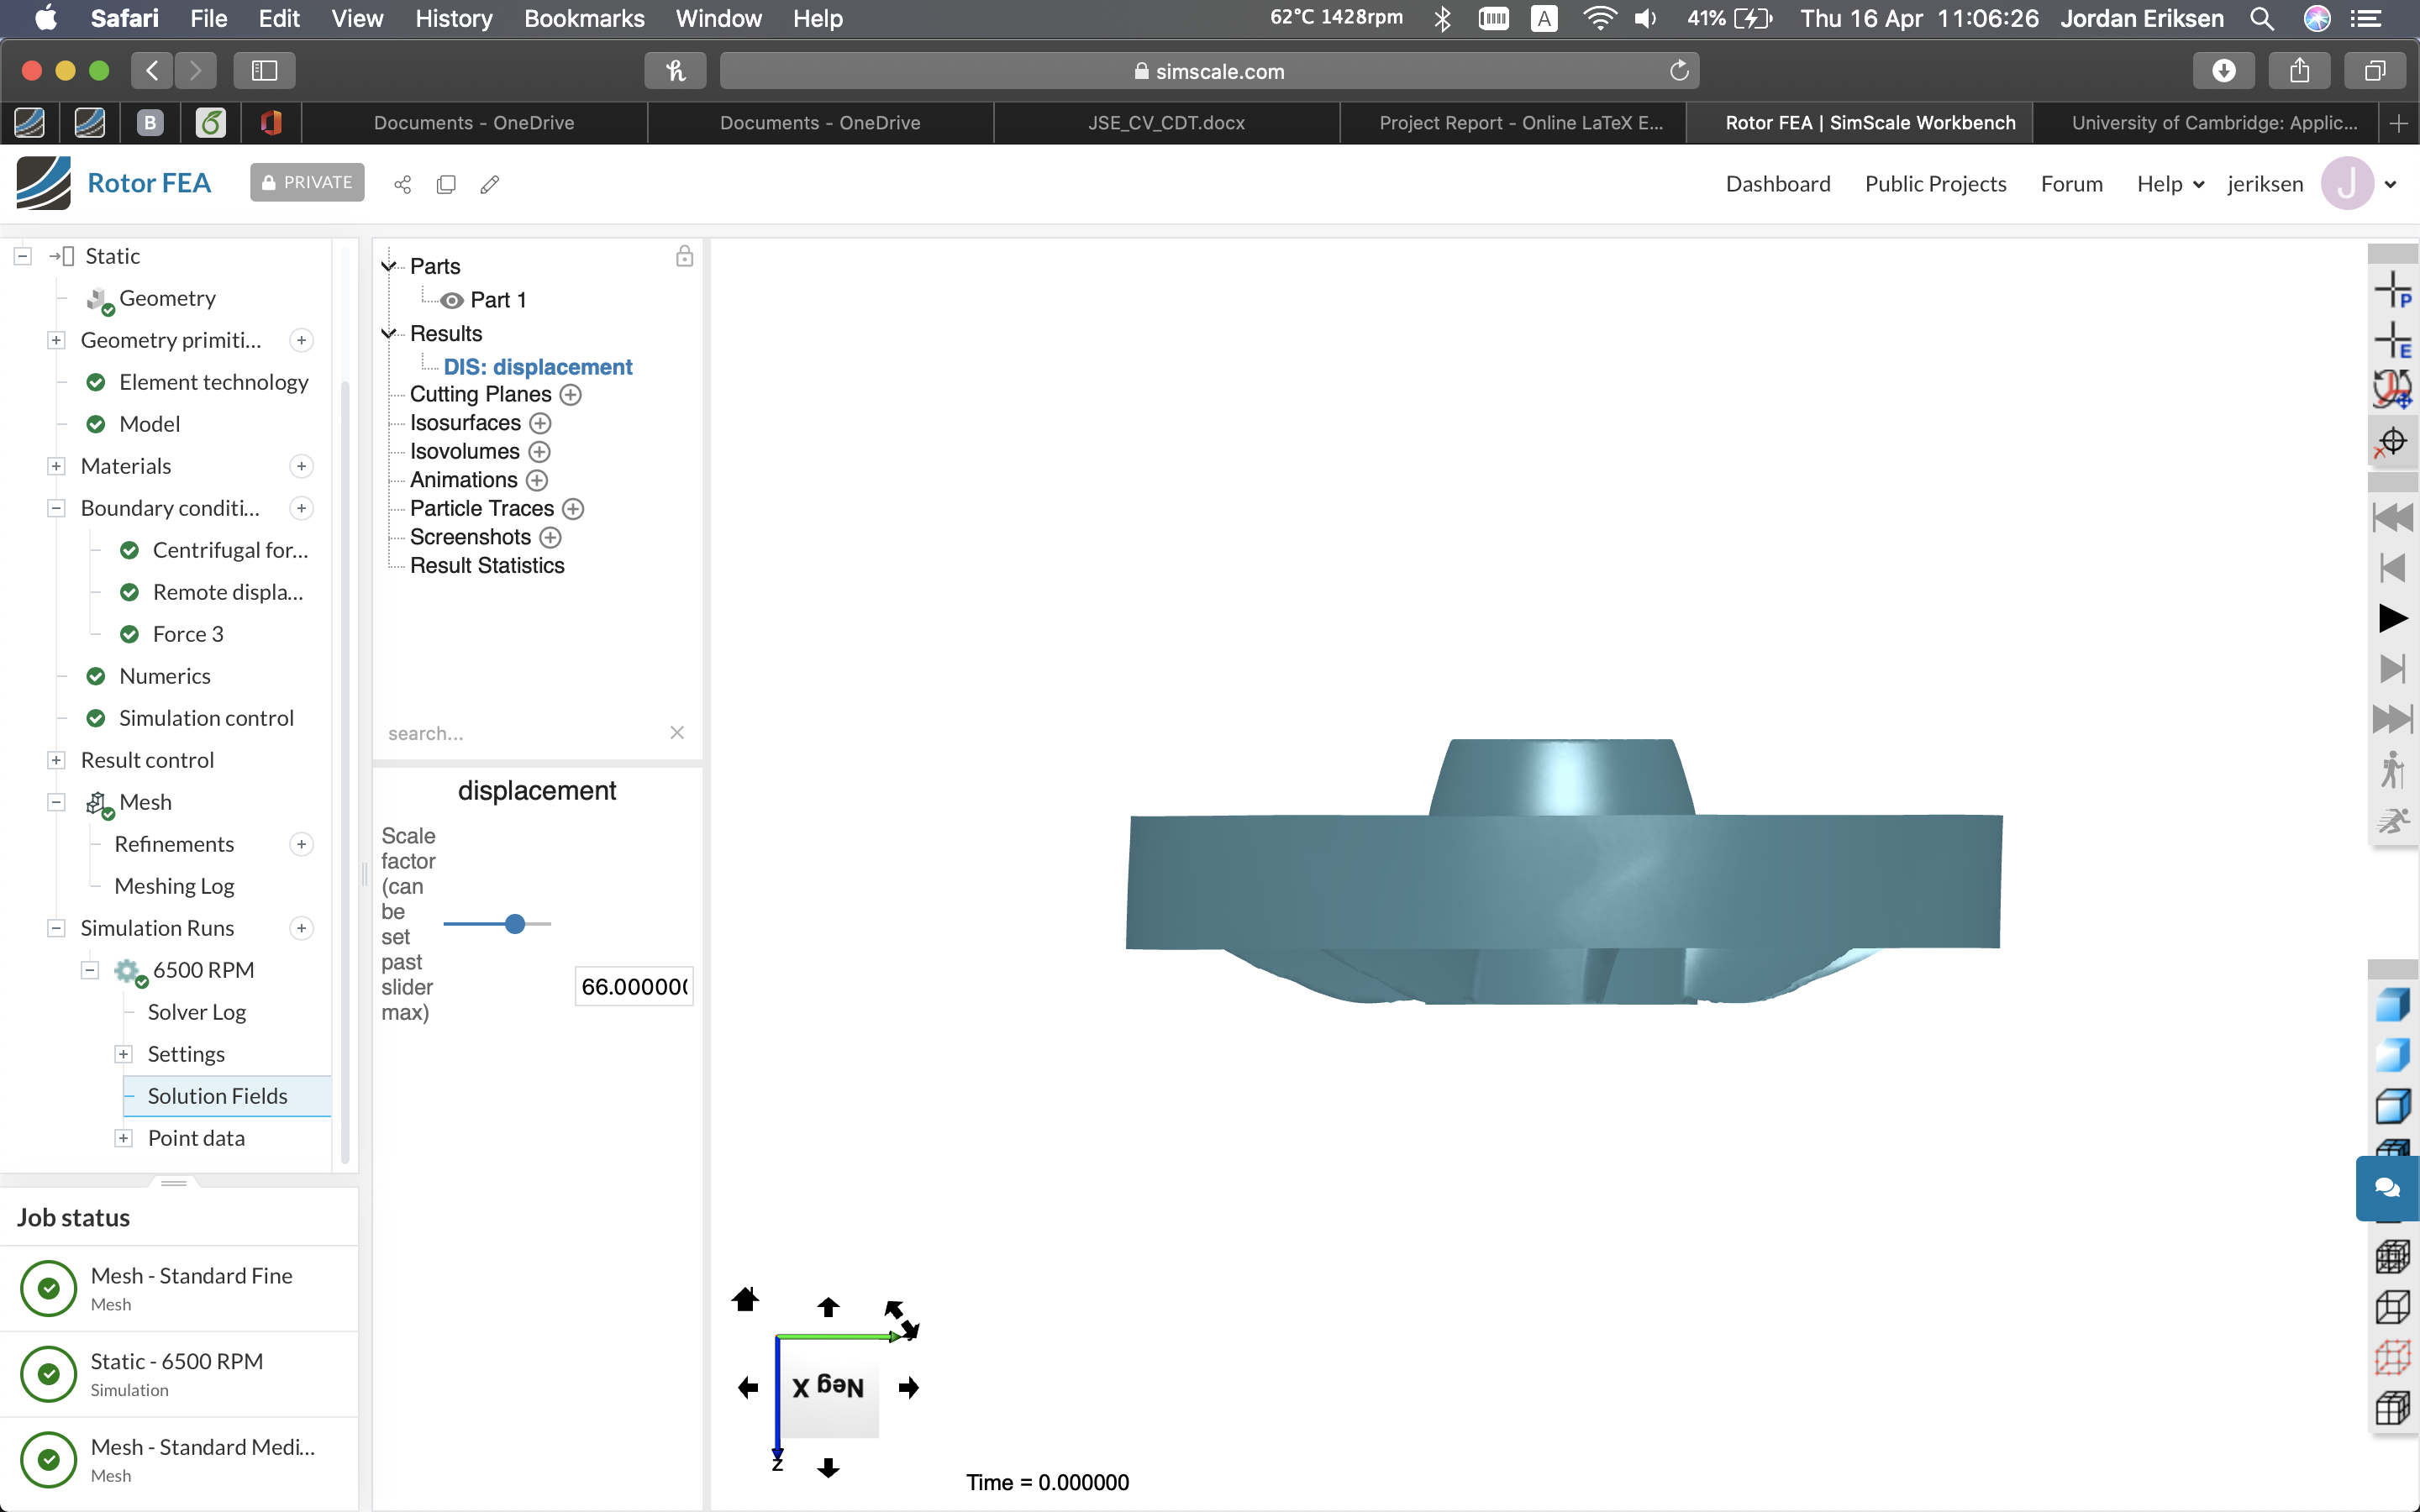 Safari File Edit View History Bookmarks Window Help 62°C 1428rpm A 41% Thu 16 Apr 11:06:26 Jordan Eriksen
simscale.com
B Documents - OneDrive Documents - OneDrive JSE_CV_CDT.docx Project Report - Online LaTeX E... Rotor FEA | SimScale Workbench University of Cambridge: Applic...
Rotor FEA PRIVATE Dashboard Public Projects Forum Help jeriksen J
Static
Geometry
Geometry primiti...
Element technology
Model
Materials
Boundary conditi...
Centrifugal for...
Remote displa...
Force 3
Numerics
Simulation control
Result control
Mesh
Refinements
Meshing Log
Simulation Runs
6500 RPM
Solver Log
Settings
Solution Fields
Point data
Job status
Mesh - Standard Fine
Mesh
Static - 6500 RPM
Simulation
Mesh - Standard Medi...
Mesh
Parts
Part 1
Results
DIS: displacement
Cutting Planes
Isosurfaces
Isovolumes
Animations
Particle Traces
Screenshots
Result Statistics
search...
displacement
Scale
factor
(can
be
set
past
slider
max)
66.000000
Neg X
Z
Time = 0.000000
P
E